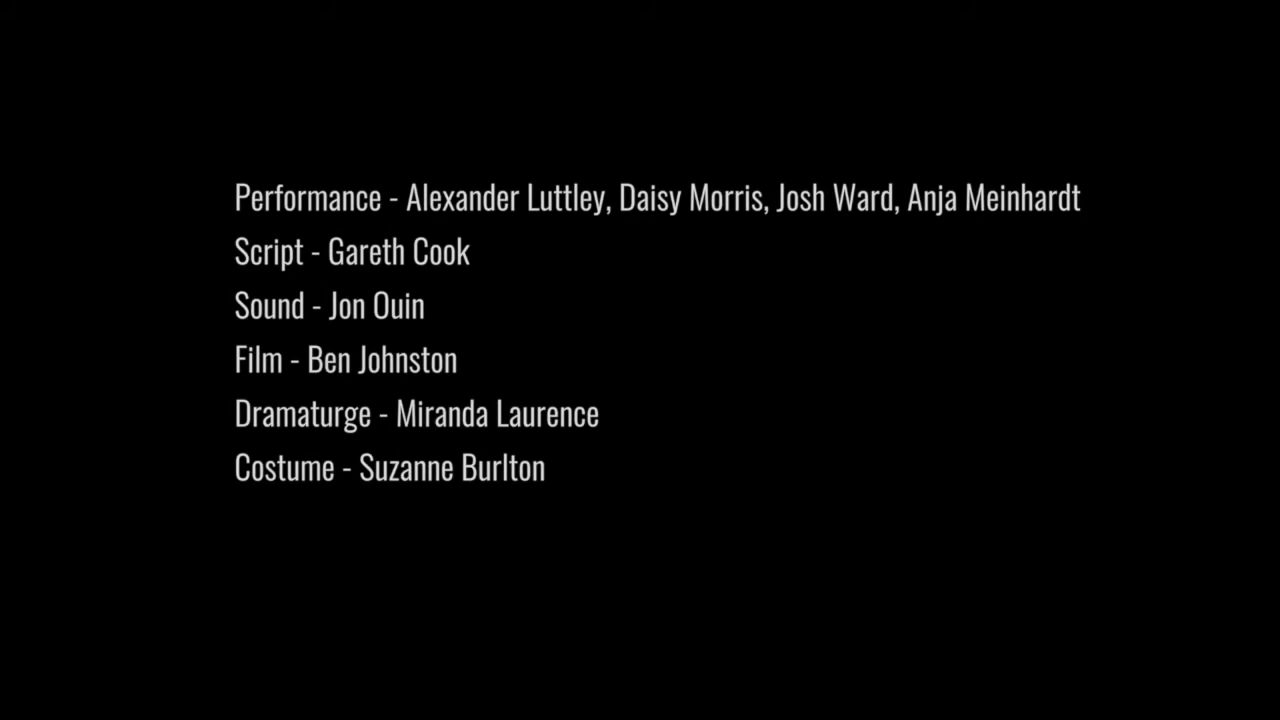 Performance - Alexander Luttley, Daisy Morris, Josh Ward, Anja Meinhardt
Script - Gareth Cook
Sound - Jon Ouin
Film - Ben Johnston
Dramaturge - Miranda Laurence
Costume - Suzanne Burlton